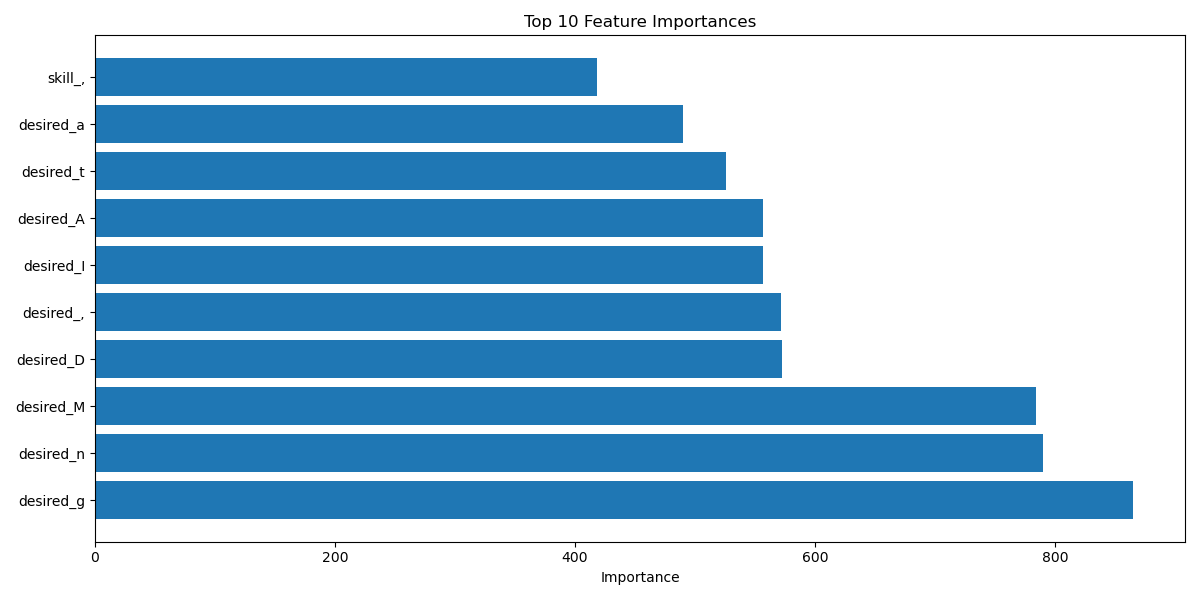 Top 10 Feature Importances
skill_,
desired_a
desired_t
desired_A
desired_I
desired_,
desired_D
desired_M
desired_n
desired_g
0 200 400 600 800
Importance